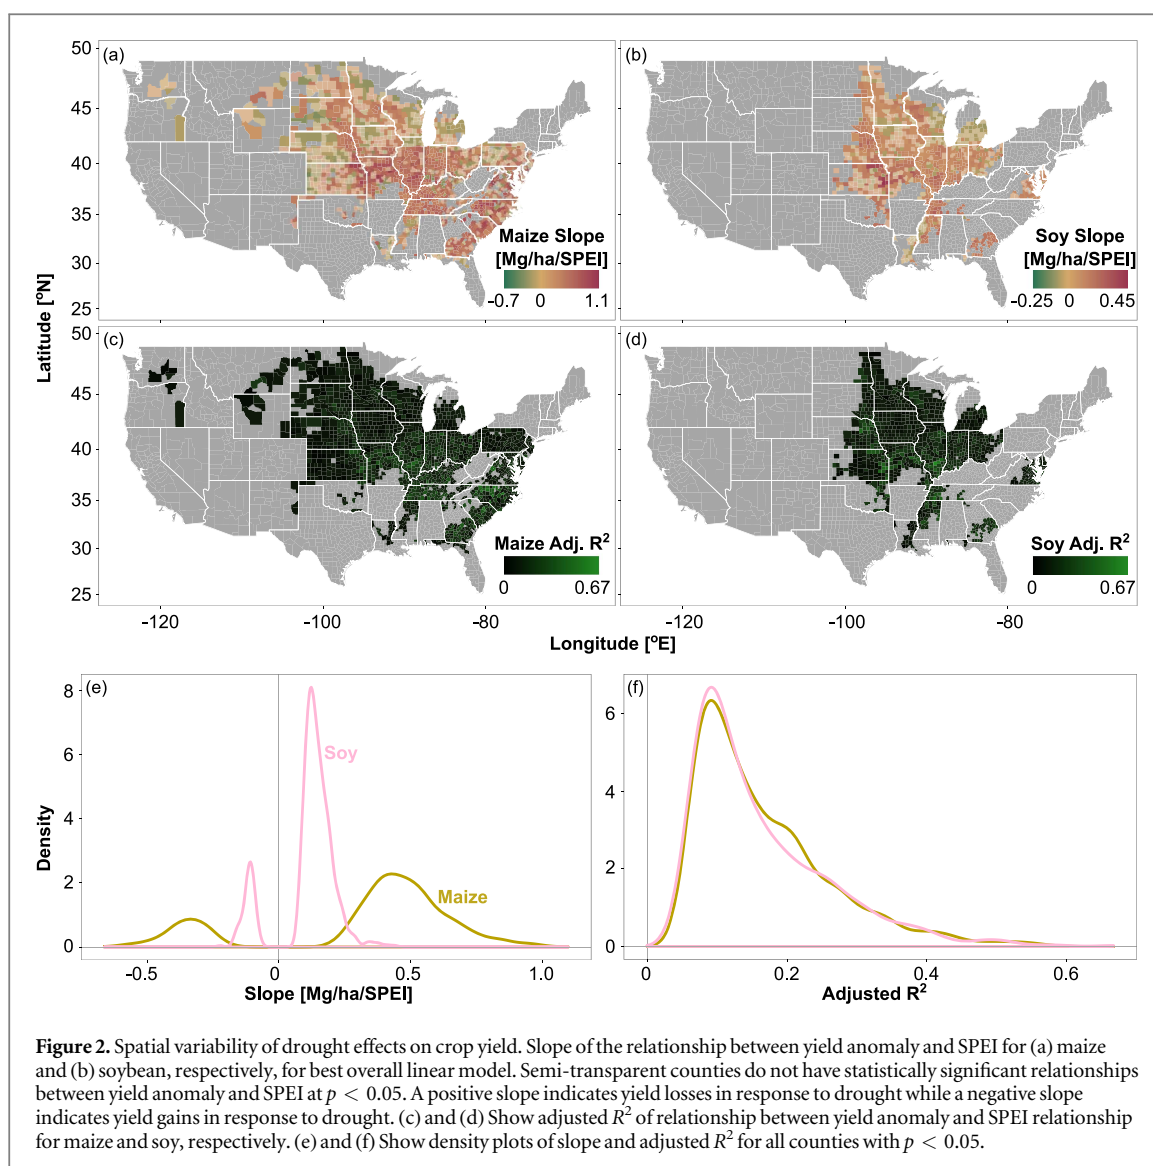 (a)
50
45
40
35
30
25
Maize Slope
[Mg/ha/SPEI]
-0.7 0 1.1
(b)
Soy Slope
[Mg/ha/SPEI]
-0.25 0 0.45
Latitude [°N]
(c)
50
45
40
35
30
25
Maize Adj. R²
0 0.67
(d)
Soy Adj. R²
0 0.67
-120 -100 -80
-120 -100 -80
Longitude [°E]
(e)
8
6
4
2
0
Density
Soy
Maize
-0.5 0 0.5 1.0
Slope [Mg/ha/SPEI]
(f)
6
4
2
0
0 0.2 0.4 0.6
Adjusted R²
Figure 2. Spatial variability of drought effects on crop yield. Slope of the relationship between yield anomaly and SPEI for (a) maize
and (b) soybean, respectively, for best overall linear model. Semi-transparent counties do not have statistically significant relationships
between yield anomaly and SPEI at p < 0.05. A positive slope indicates yield losses in response to drought while a negative slope
indicates yield gains in response to drought. (c) and (d) Show adjusted R² of relationship between yield anomaly and SPEI relationship
for maize and soy, respectively. (e) and (f) Show density plots of slope and adjusted R² for all counties with p < 0.05.